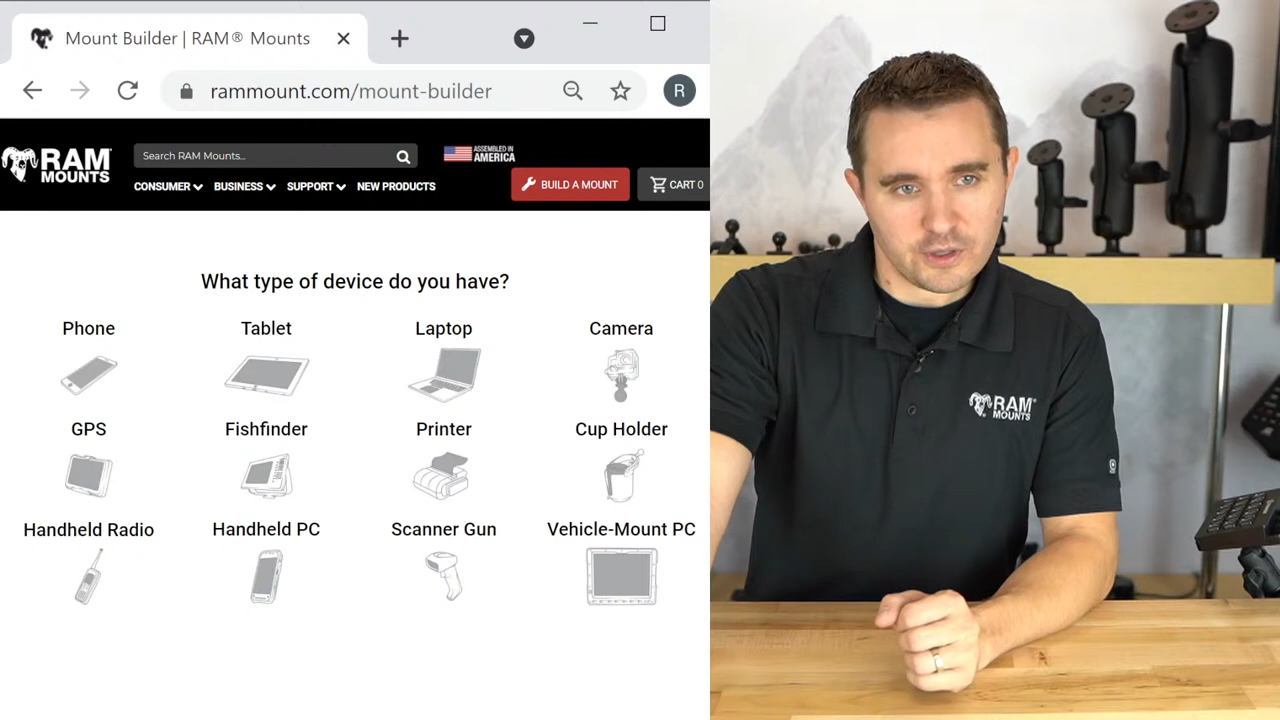 Mount Builder | RAM® Mounts
rammount.com/mount-builder
R
RAM
MOUNTS
Search RAM Mounts...
ASSEMBLED IN
AMERICA
CONSUMER
BUSINESS
SUPPORT
NEW PRODUCTS
BUILD A MOUNT
CART 0
What type of device do you have?
Phone
Tablet
Laptop
Camera
GPS
Fishfinder
Printer
Cup Holder
Handheld Radio
Handheld PC
Scanner Gun
Vehicle-Mount PC
RAM®
MOUNTS